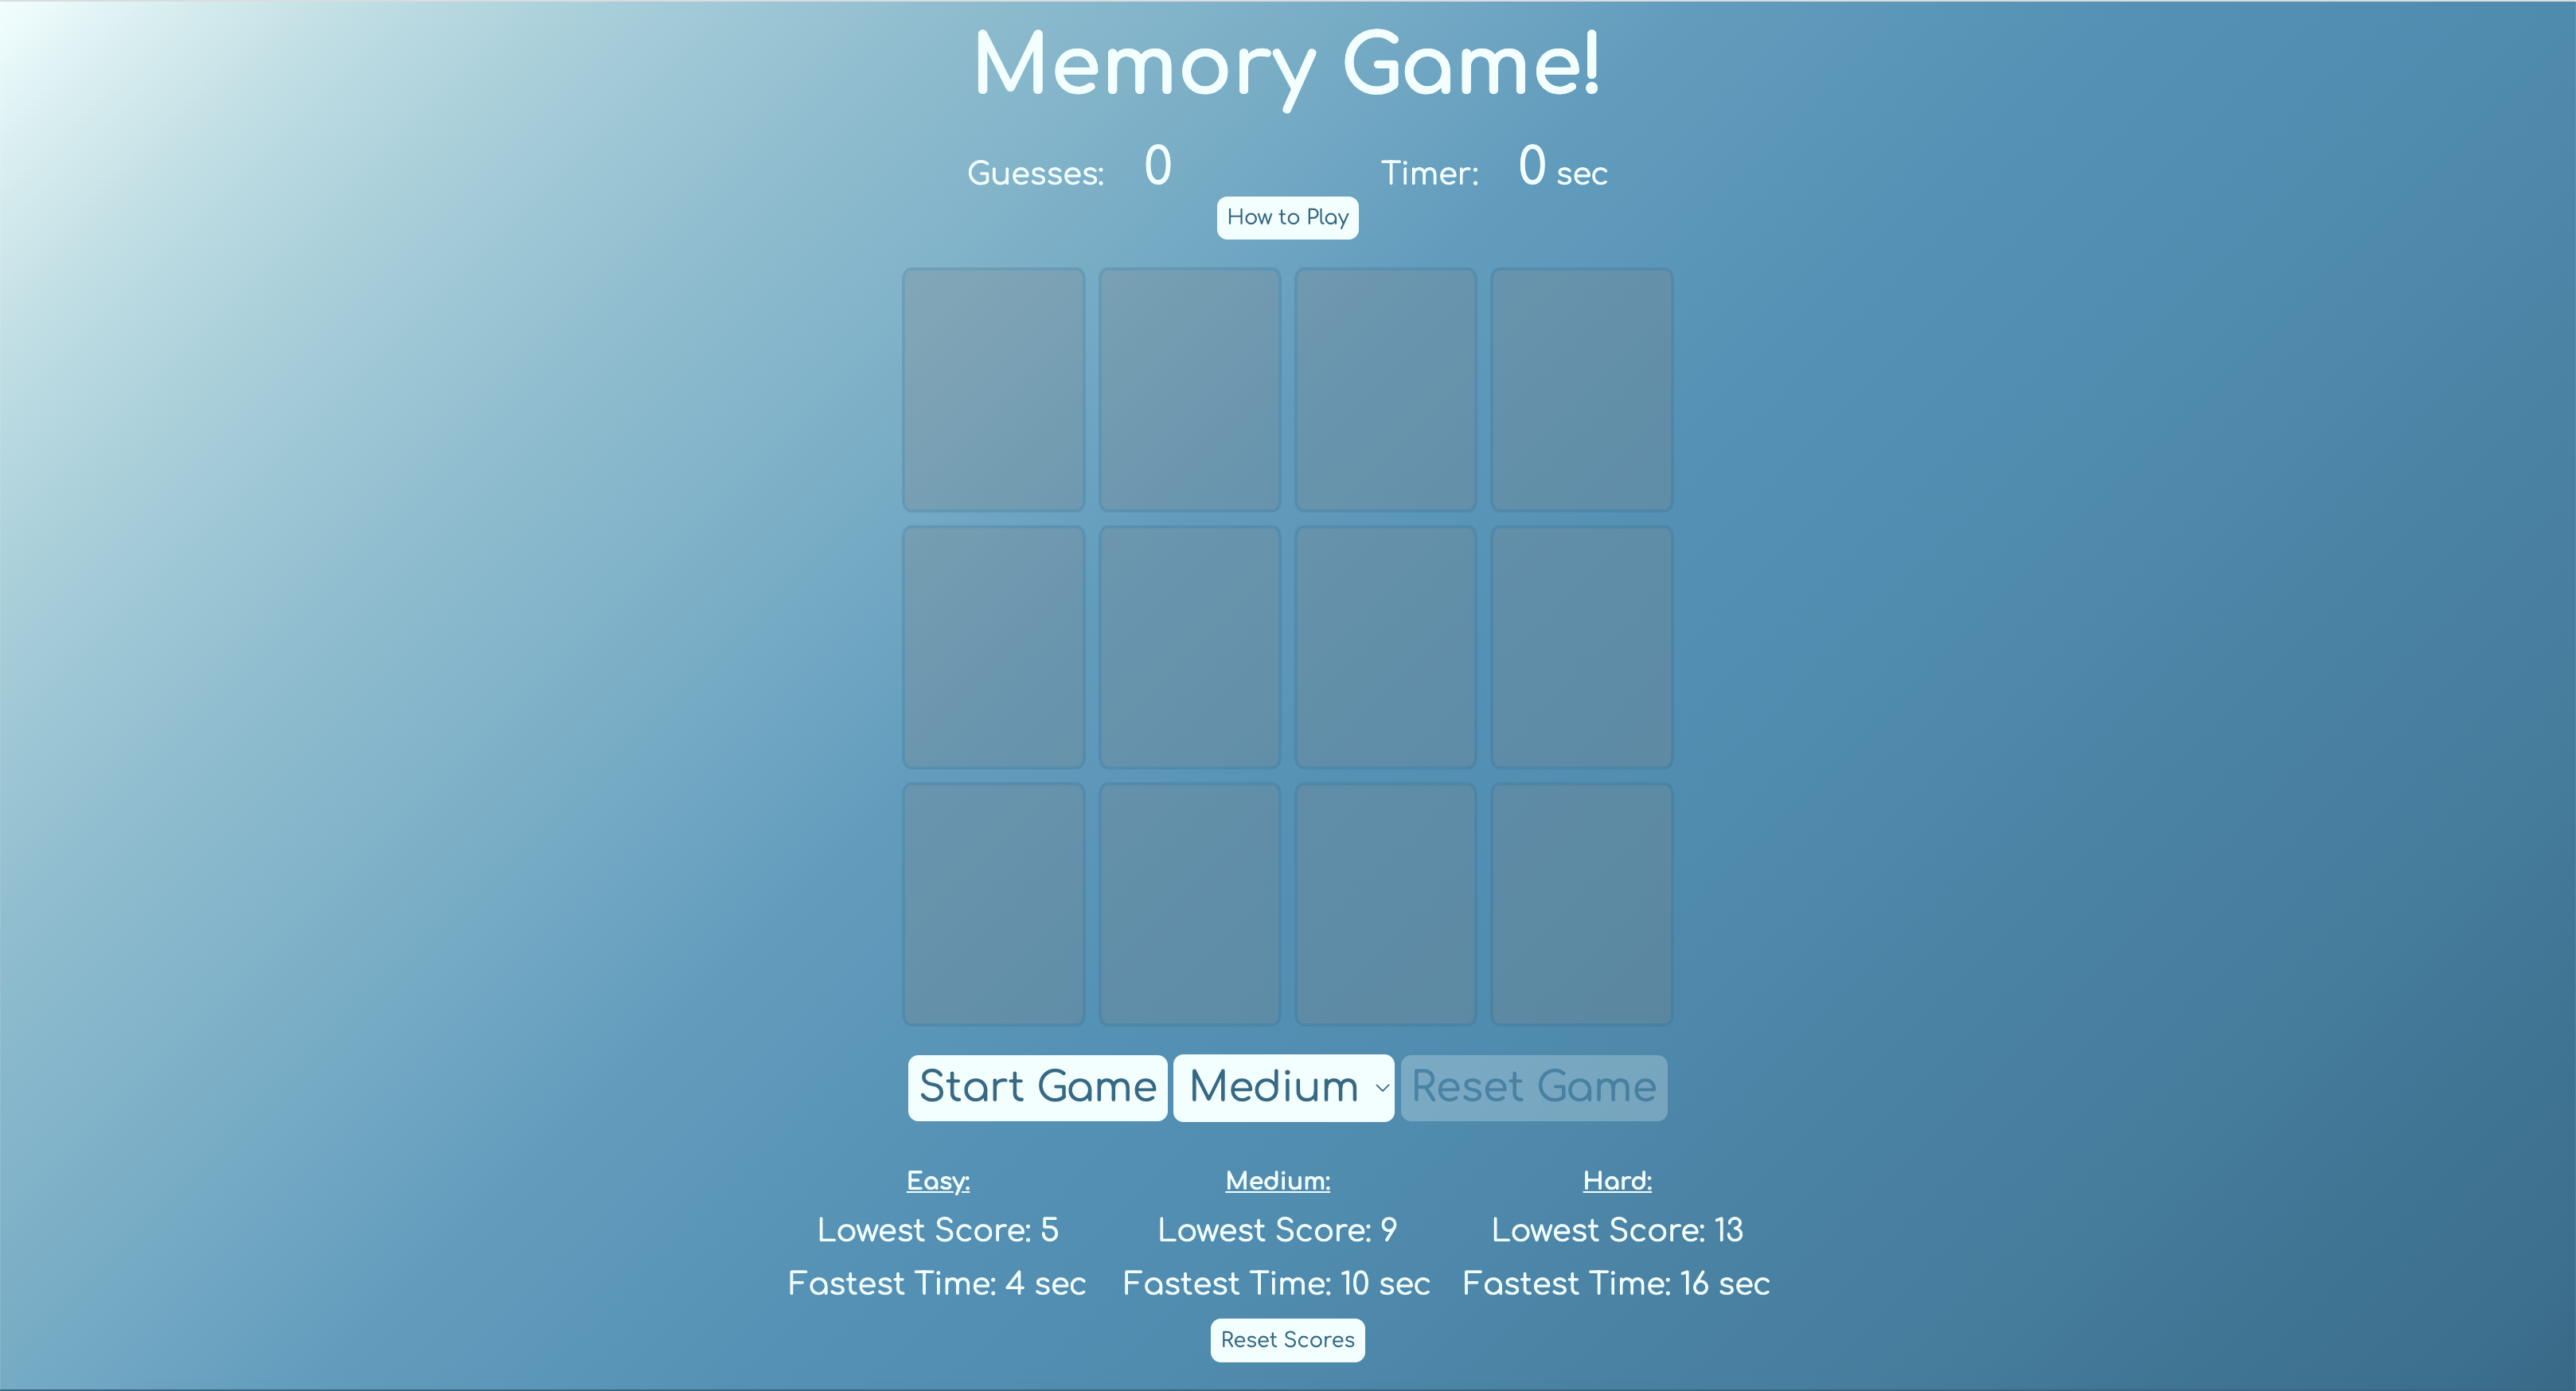 Memory Game!
Guesses: 0 Timer: 0 sec
How to Play
Start Game Medium Reset Game
Easy: Medium: Hard:
Lowest Score: 5 Lowest Score: 9 Lowest Score: 13
Fastest Time: 4 sec Fastest Time: 10 sec Fastest Time: 16 sec
Reset Scores